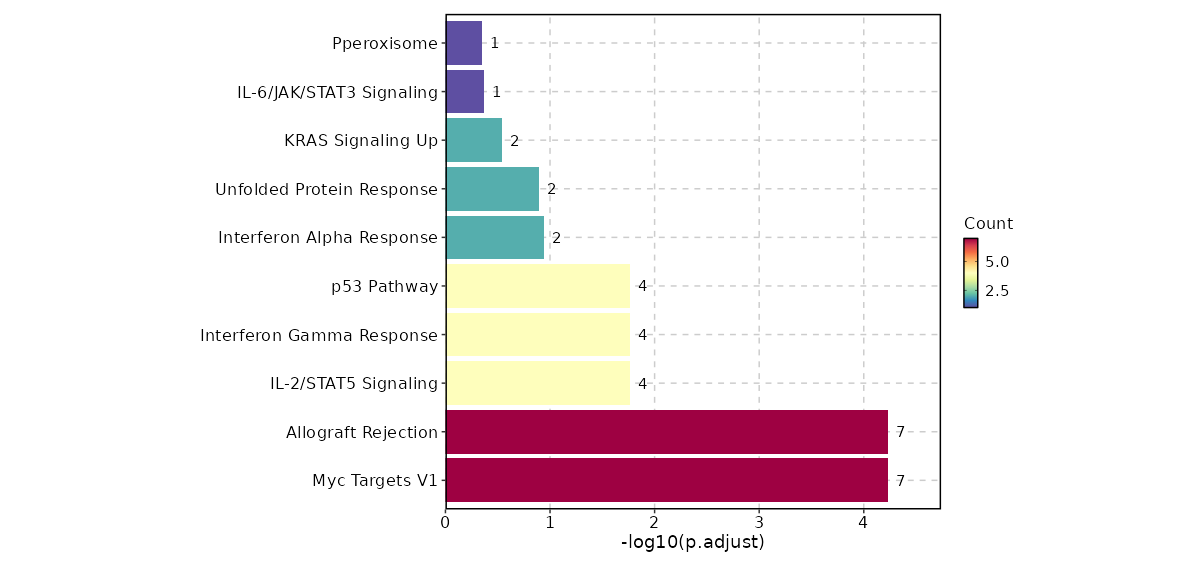 Pperoxisome 1
IL-6/JAK/STAT3 Signaling 1
KRAS Signaling Up 2
Unfolded Protein Response 2
Interferon Alpha Response 2
p53 Pathway 4
Interferon Gamma Response 4
IL-2/STAT5 Signaling 4
Allograft Rejection 7
Myc Targets V1 7
0 1 2 3 4
-log10(p.adjust)
Count
5.0
2.5